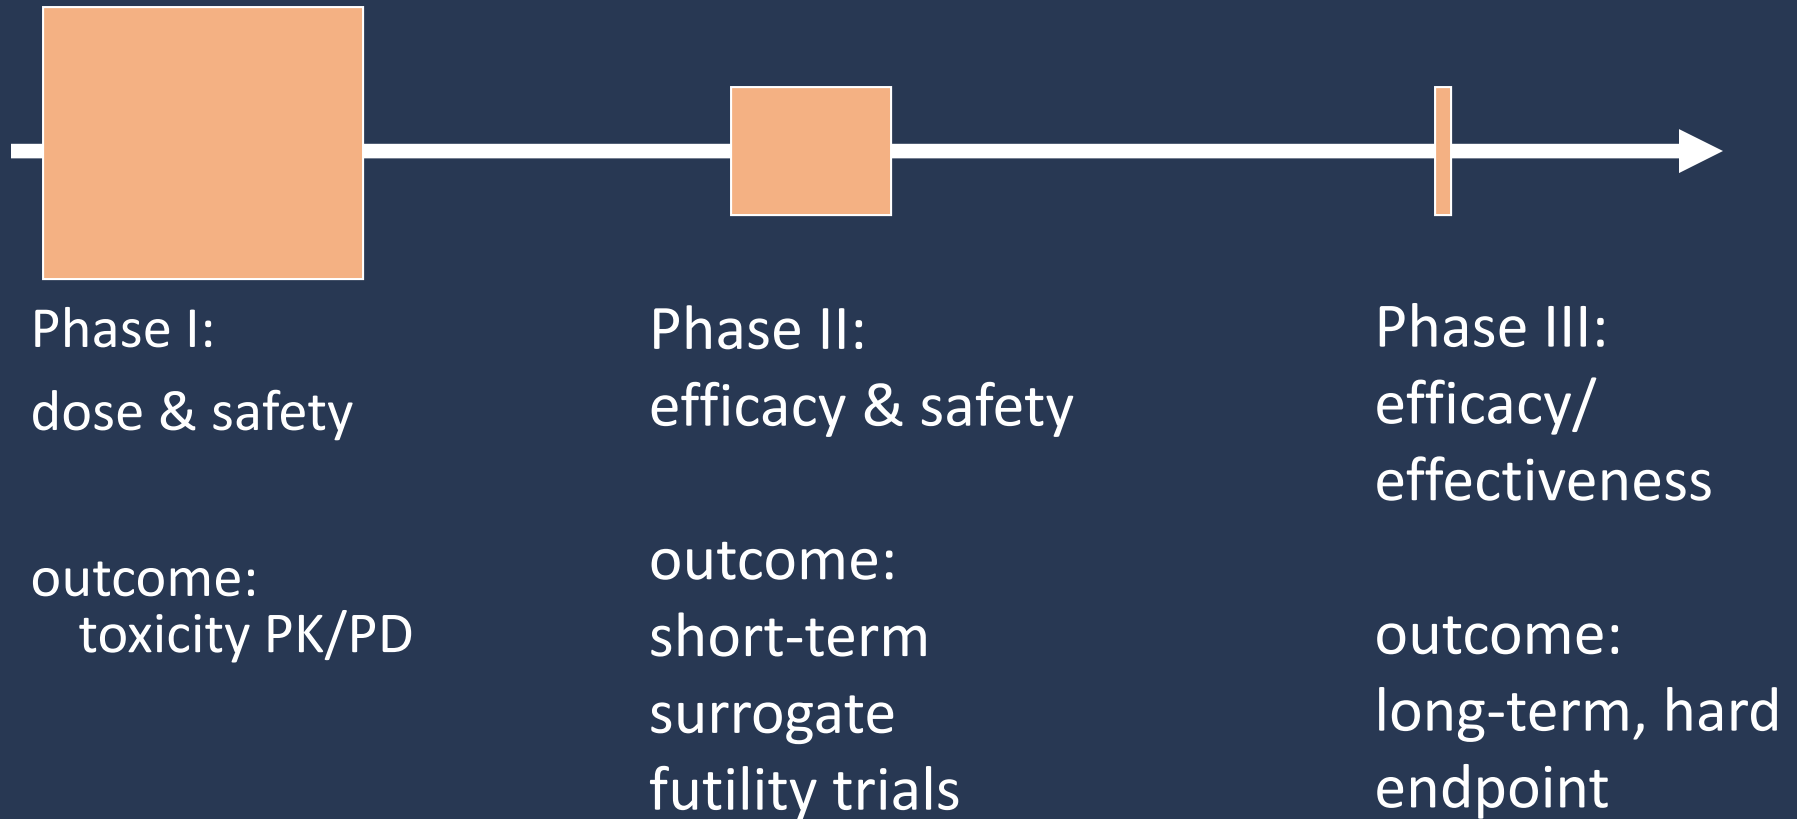 Phase I:
dose & safety
outcome:
toxicity PK/PD
Phase II:
efficacy & safety
outcome:
short-term
surrogate
futility trials
Phase III:
efficacy/
effectiveness
outcome:
long-term, hard
endpoint